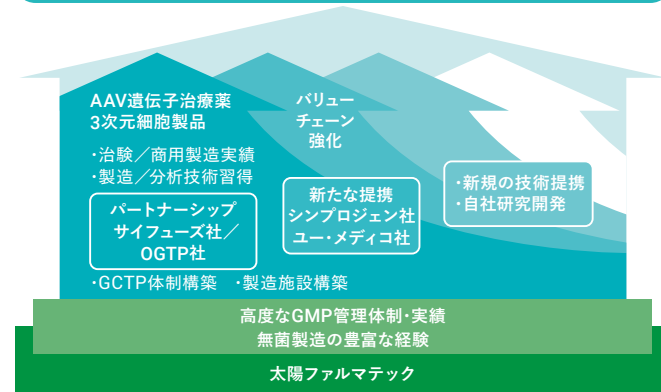 AAV遺伝子治療薬
3次元細胞製品
・治験／商用製造実績
・製造／分析技術習得
パートナーシップ
サイフューズ社／
OGTP社
・GCTP体制構築 ・製造施設構築
バリュー
チェーン
強化
新たな提携
シンプロジェン社
ユー・メディコ社
・新規の技術提携
・自社研究開発
高度なGMP管理体制・実績
無菌製造の豊富な経験
太陽ファルマテック